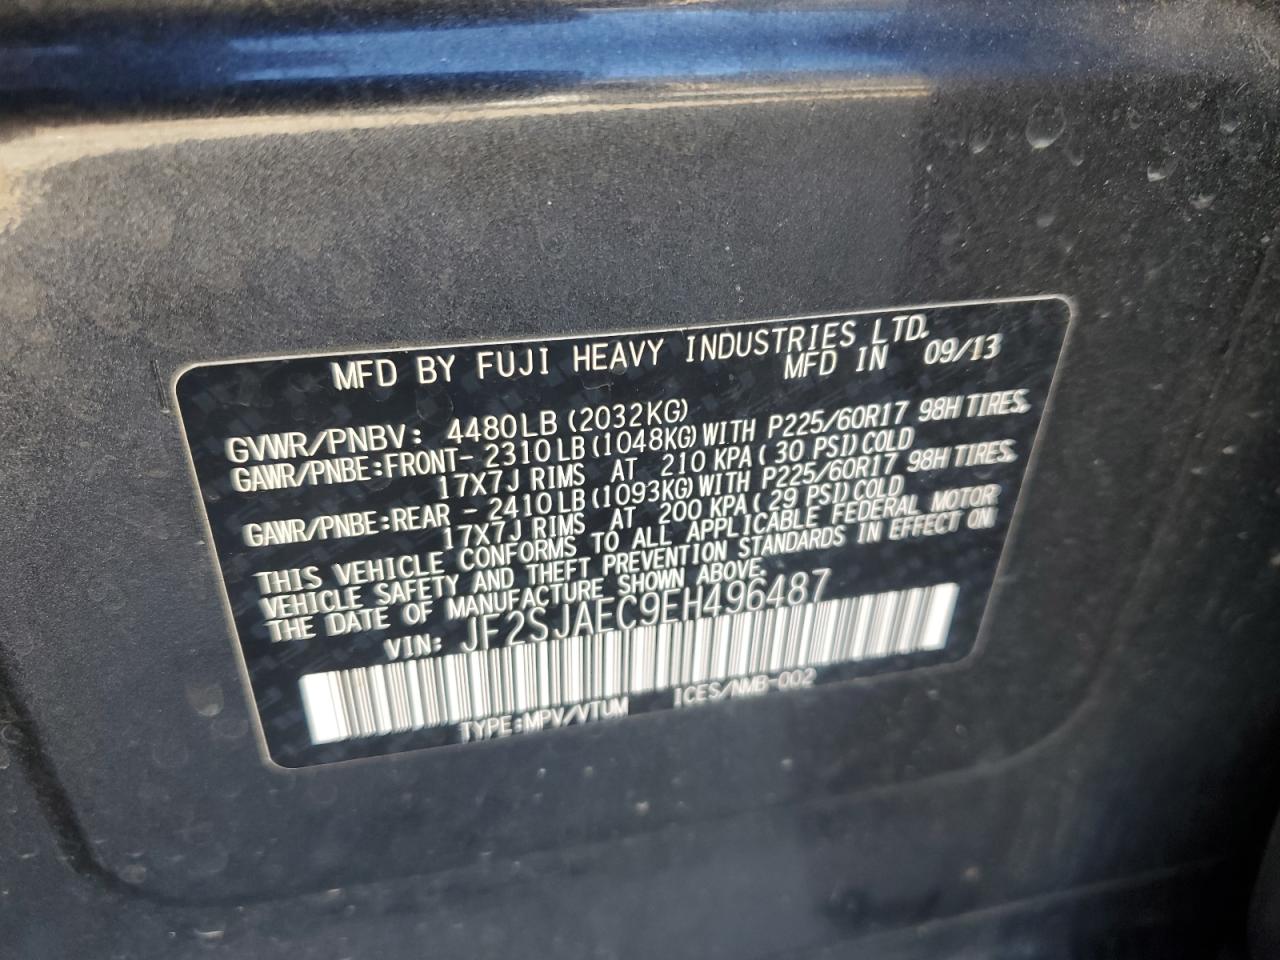 MFD BY FUJI HEAVY INDUSTRIES LTD.
MFD IN 09/13
GVWR/PNBV: 4480LB (2032KG)
GAWR/PNBE:FRONT- 2310LB (1048KG) WITH P225/60R17 98H TIRES.
17X7J RIMS AT 210 KPA (30 PSI) COLD
GAWR/PNBE:REAR - 2410LB (1093KG) WITH P225/60R17 98H TIRES.
17X7J RIMS AT 200 KPA (29 PSI) COLD
THIS VEHICLE CONFORMS TO ALL APPLICABLE FEDERAL MOTOR
VEHICLE SAFETY AND THEFT PREVENTION STANDARDS IN EFFECT ON
THE DATE OF MANUFACTURE SHOWN ABOVE.
VIN: JF2SJAEC9EH496487
TYPE:MPV/VTUM ICES/NMB-002